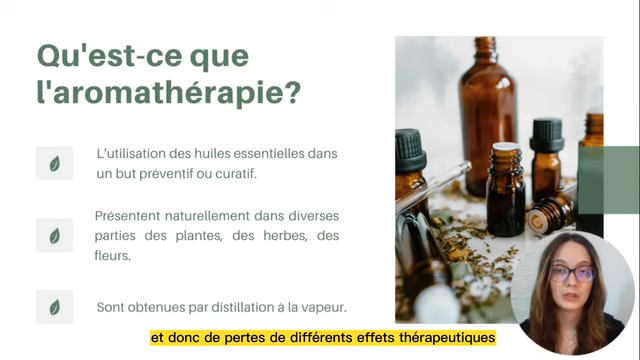 Qu'est-ce que
l'aromathérapie?
L'utilisation des huiles essentielles dans
un but préventif ou curatif.
Présentent naturellement dans diverses
parties des plantes, des herbes, des
fleurs.
Sont obtenues par distillation à la vapeur.
et donc de pertes de différents effets thérapeutiques